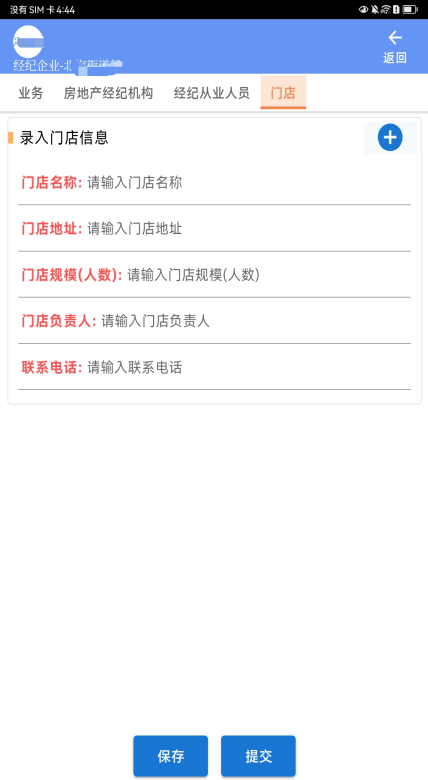 没有 SIM 卡 4:44
经纪企业-北
返回
业务 房地产经纪机构 经纪从业人员 门店
录入门店信息
门店名称: 请输入门店名称
门店地址: 请输入门店地址
门店规模(人数): 请输入门店规模(人数)
门店负责人: 请输入门店负责人
联系电话: 请输入联系电话
保存 提交